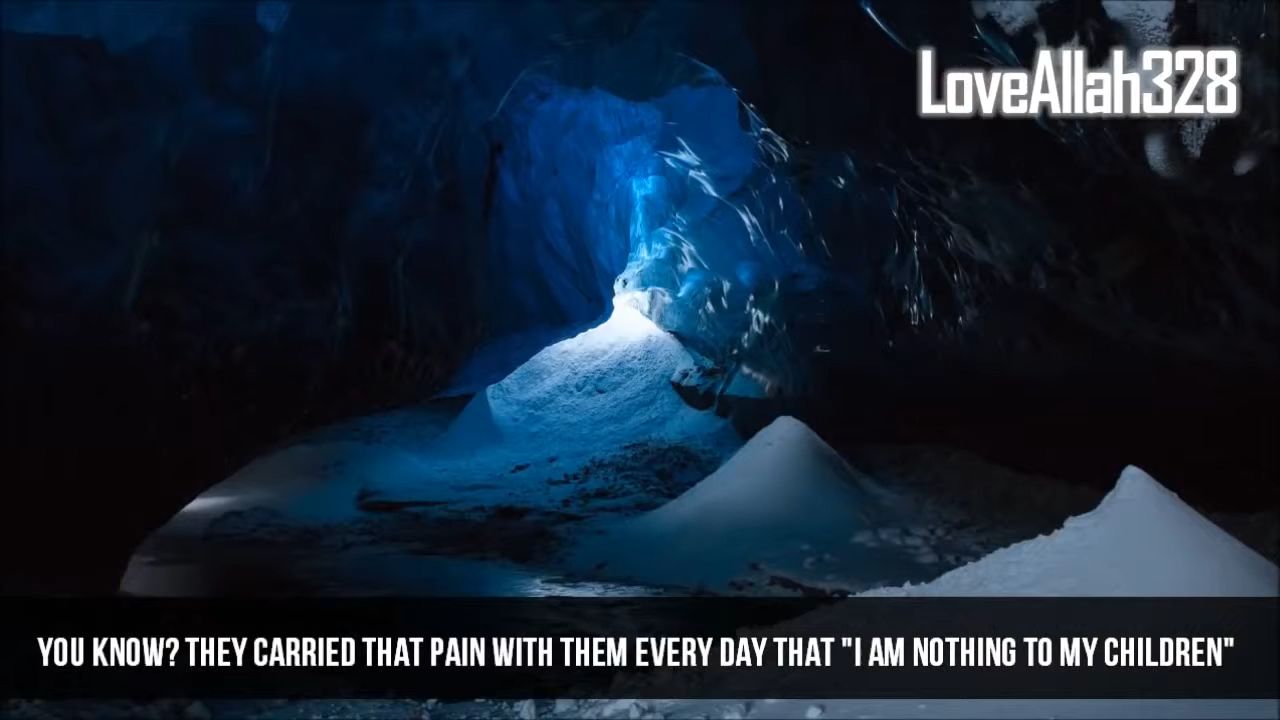 LoveAllah328
YOU KNOW? THEY CARRIED THAT PAIN WITH THEM EVERY DAY THAT "I AM NOTHING TO MY CHILDREN"